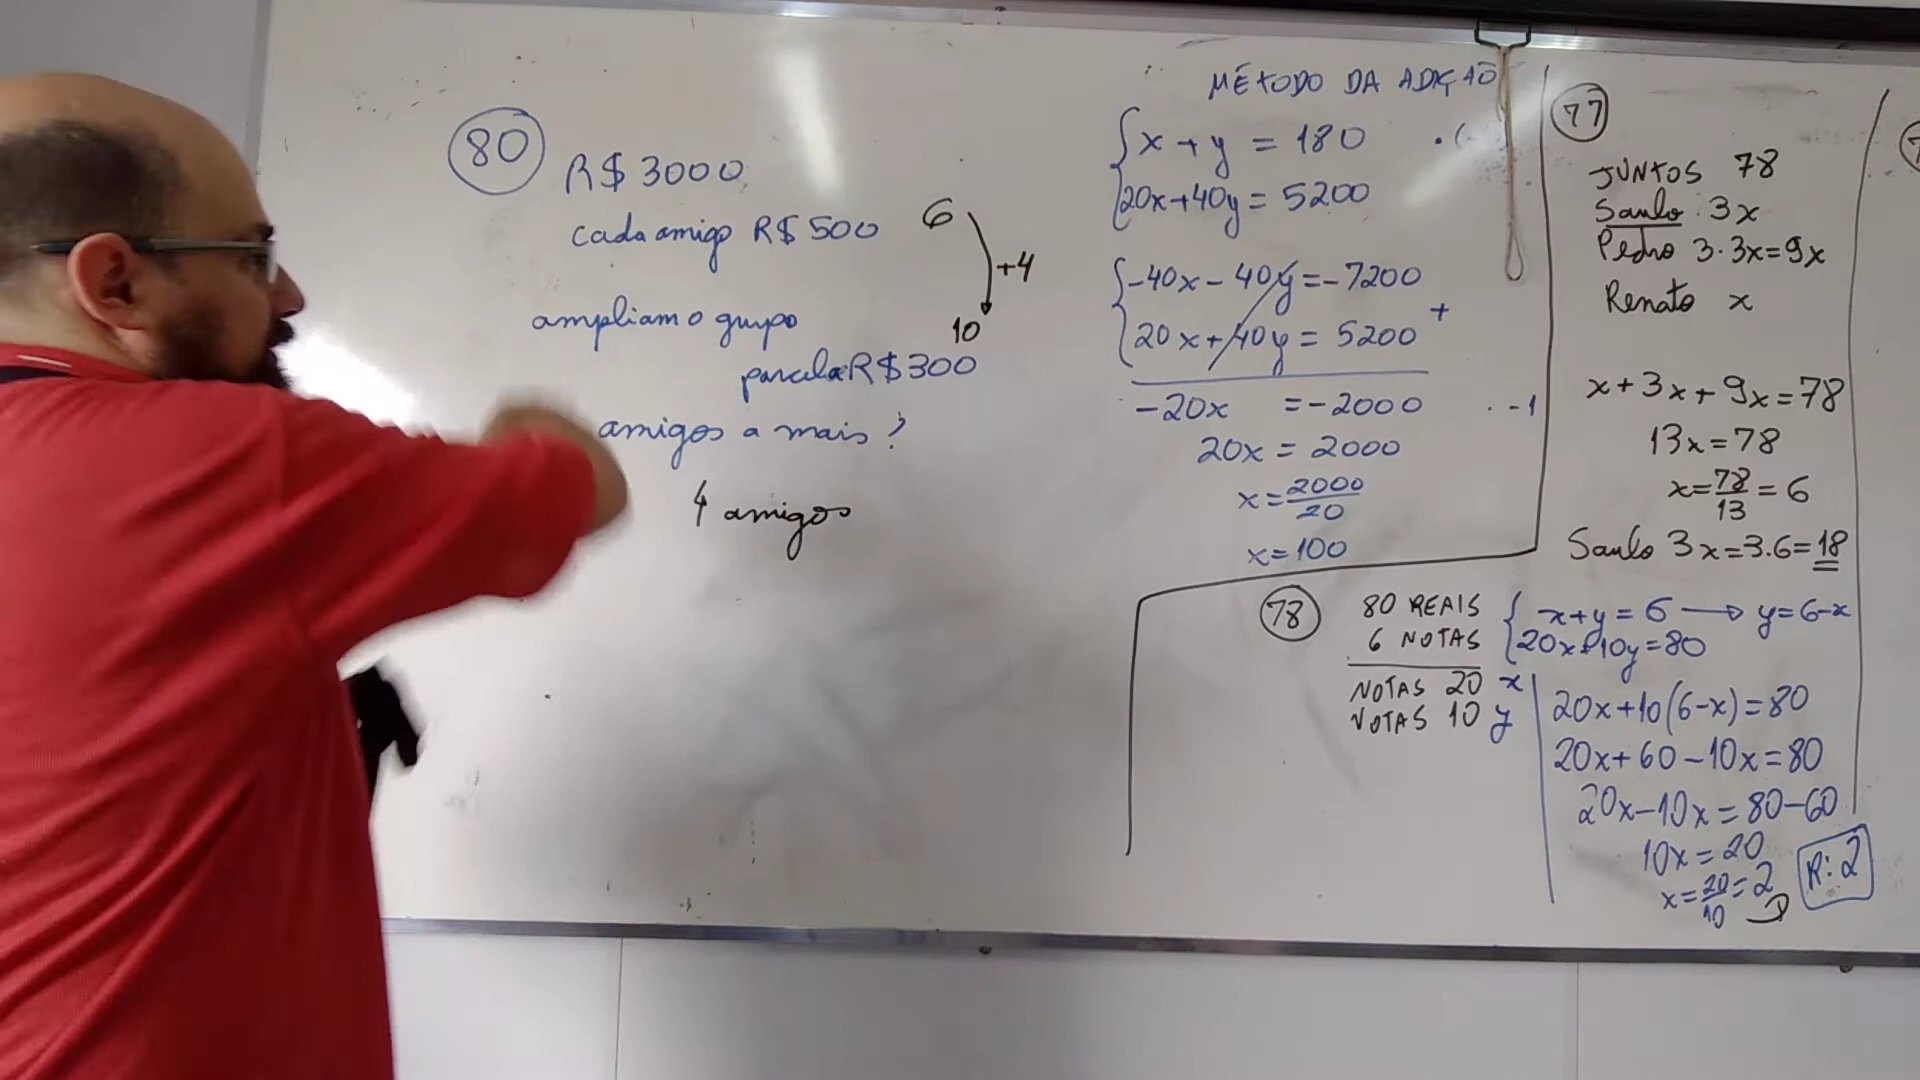 80
R$ 3000
cada amigo R$ 500
6
+4
10
ampliam o grupo
parcela R$ 300
amigos a mais?
4 amigos
MÉTODO DA ADIÇÃO
x + y = 180 . (-
20x+40y = 5200
-40x - 40y = -7200
20x + 40y = 5200 +
-20x = -2000 . -1
20x = 2000
x = 2000/20
x = 100
77
JUNTOS 78
Saulo 3x
Pedro 3.3x=9x
Renato x
x + 3x + 9x = 78
13x = 78
x = 78/13 = 6
Saulo 3x = 3.6 = 18
78
80 REAIS
6 NOTAS
NOTAS 20 x
NOTAS 10 y
x + y = 6 → y = 6-x
20x+10y=80
20x+10(6-x)=80
20x+60-10x=80
20x-10x=80-60
10x = 20
x = 20/10 = 2
R: 2